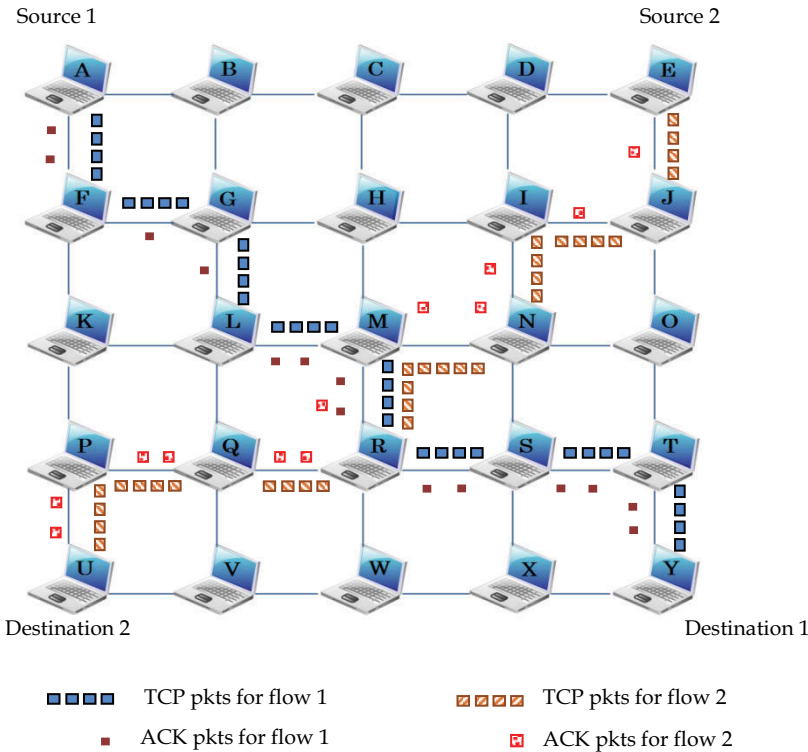 Source 1
Source 2
A
B
C
D
E
F
G
H
I
J
K
L
M
N
O
P
Q
R
S
T
U
V
W
X
Y
Destination 2
Destination 1
TCP pkts for flow 1
TCP pkts for flow 2
ACK pkts for flow 1
ACK pkts for flow 2